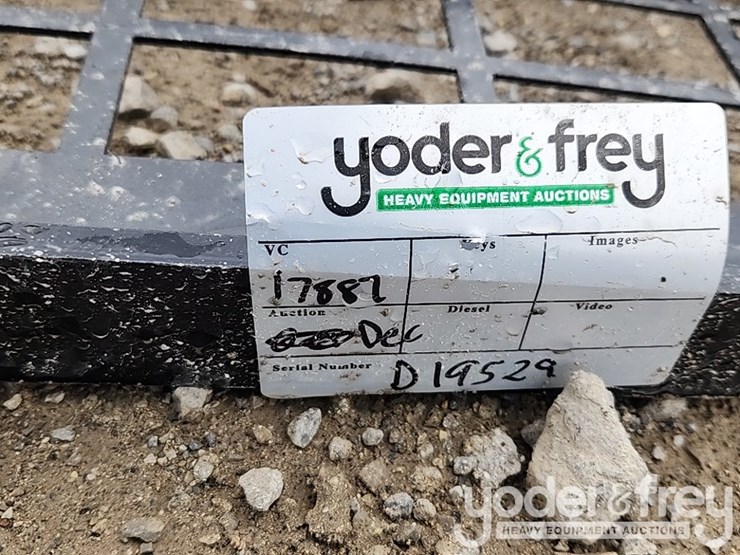 yoder & frey
HEAVY EQUIPMENT AUCTIONS
VC Keys Images
17887
Auction Diesel Video
Dec
Serial Number D19529
yoder & frey
HEAVY EQUIPMENT AUCTIONS